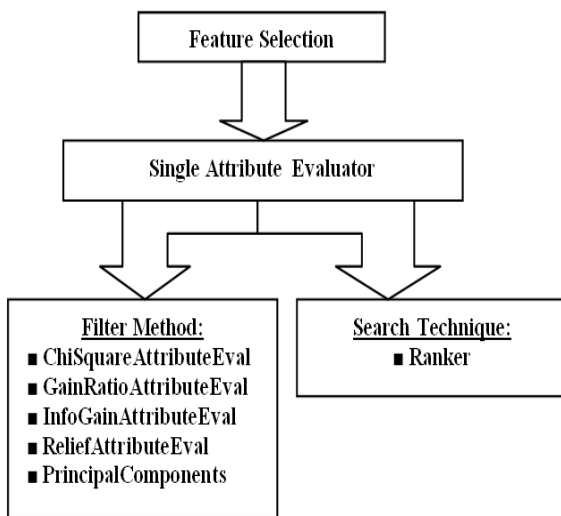 Feature Selection
Single Attribute Evaluator
Filter Method:
■ ChiSquareAttributeEval
■ GainRatioAttributeEval
■ InfoGainAttributeEval
■ ReliefAttributeEval
■ PrincipalComponents
Search Technique:
■ Ranker